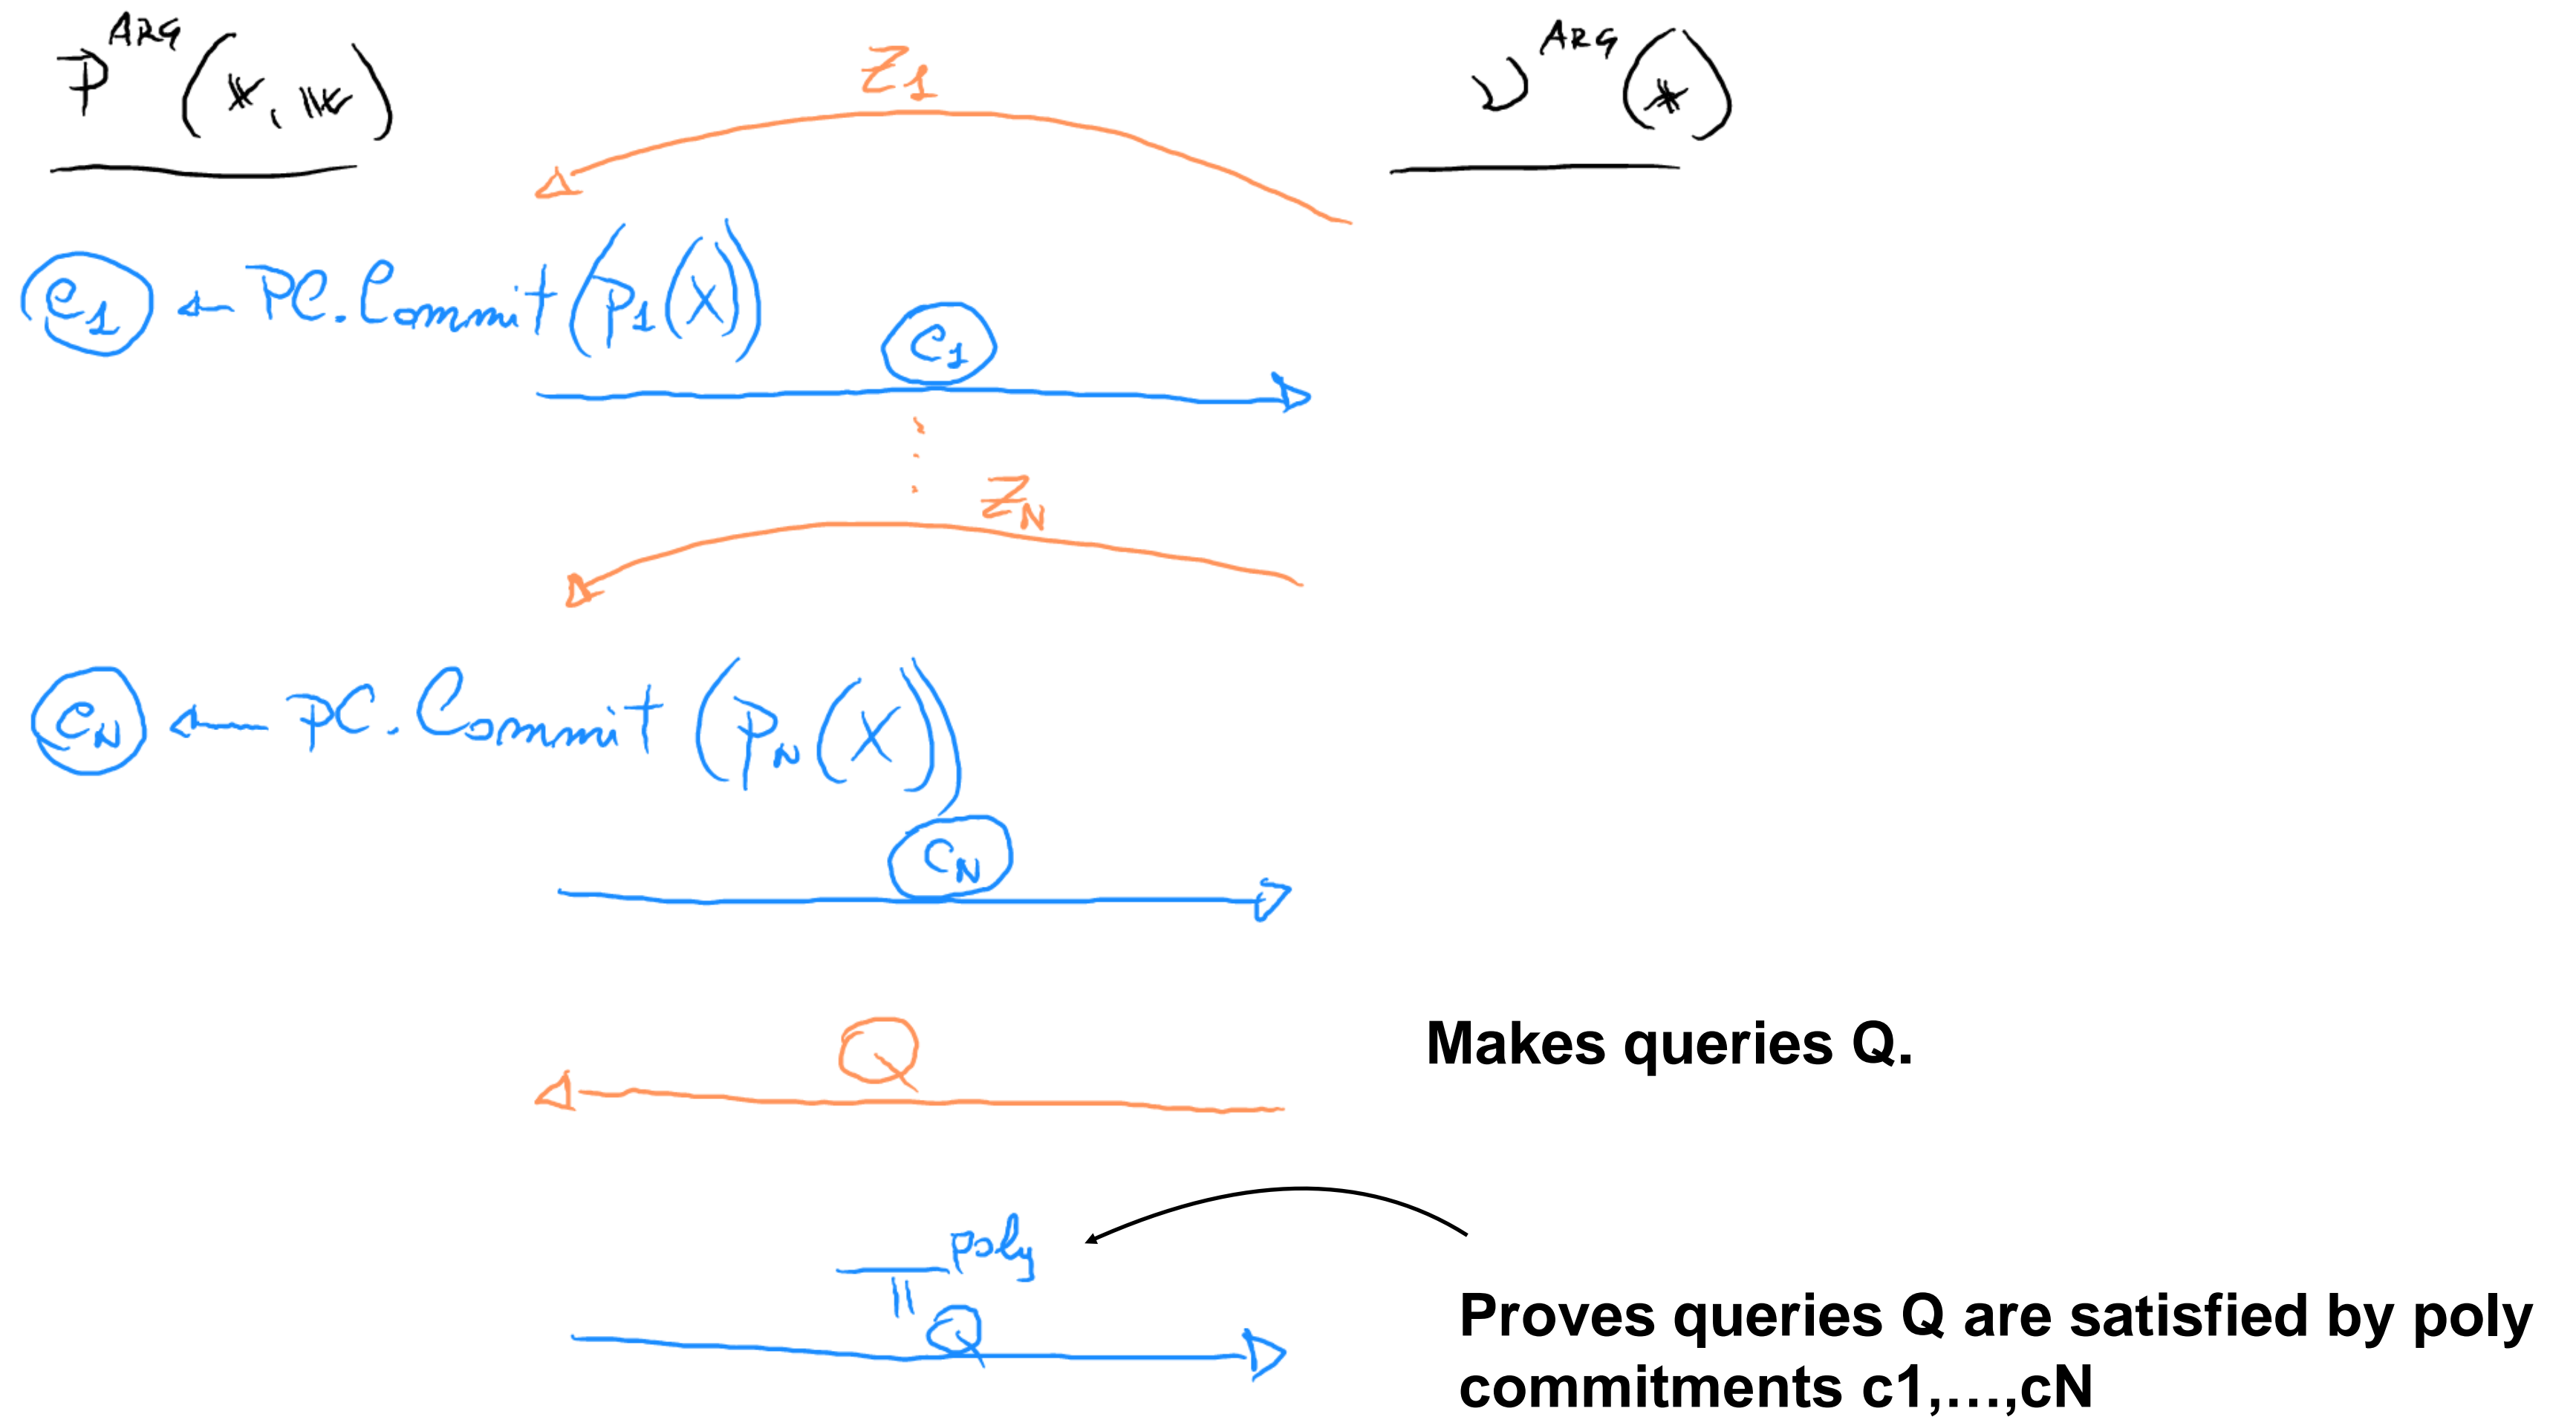 P^ARG (x, w)
V^ARG (x)
z1
c1 ← PC.Commit (p1(X))
c1
zN
cN ← PC.Commit (pN(X))
cN
Q
Makes queries Q.
π_Q^poly
Proves queries Q are satisfied by poly
commitments c1,…,cN